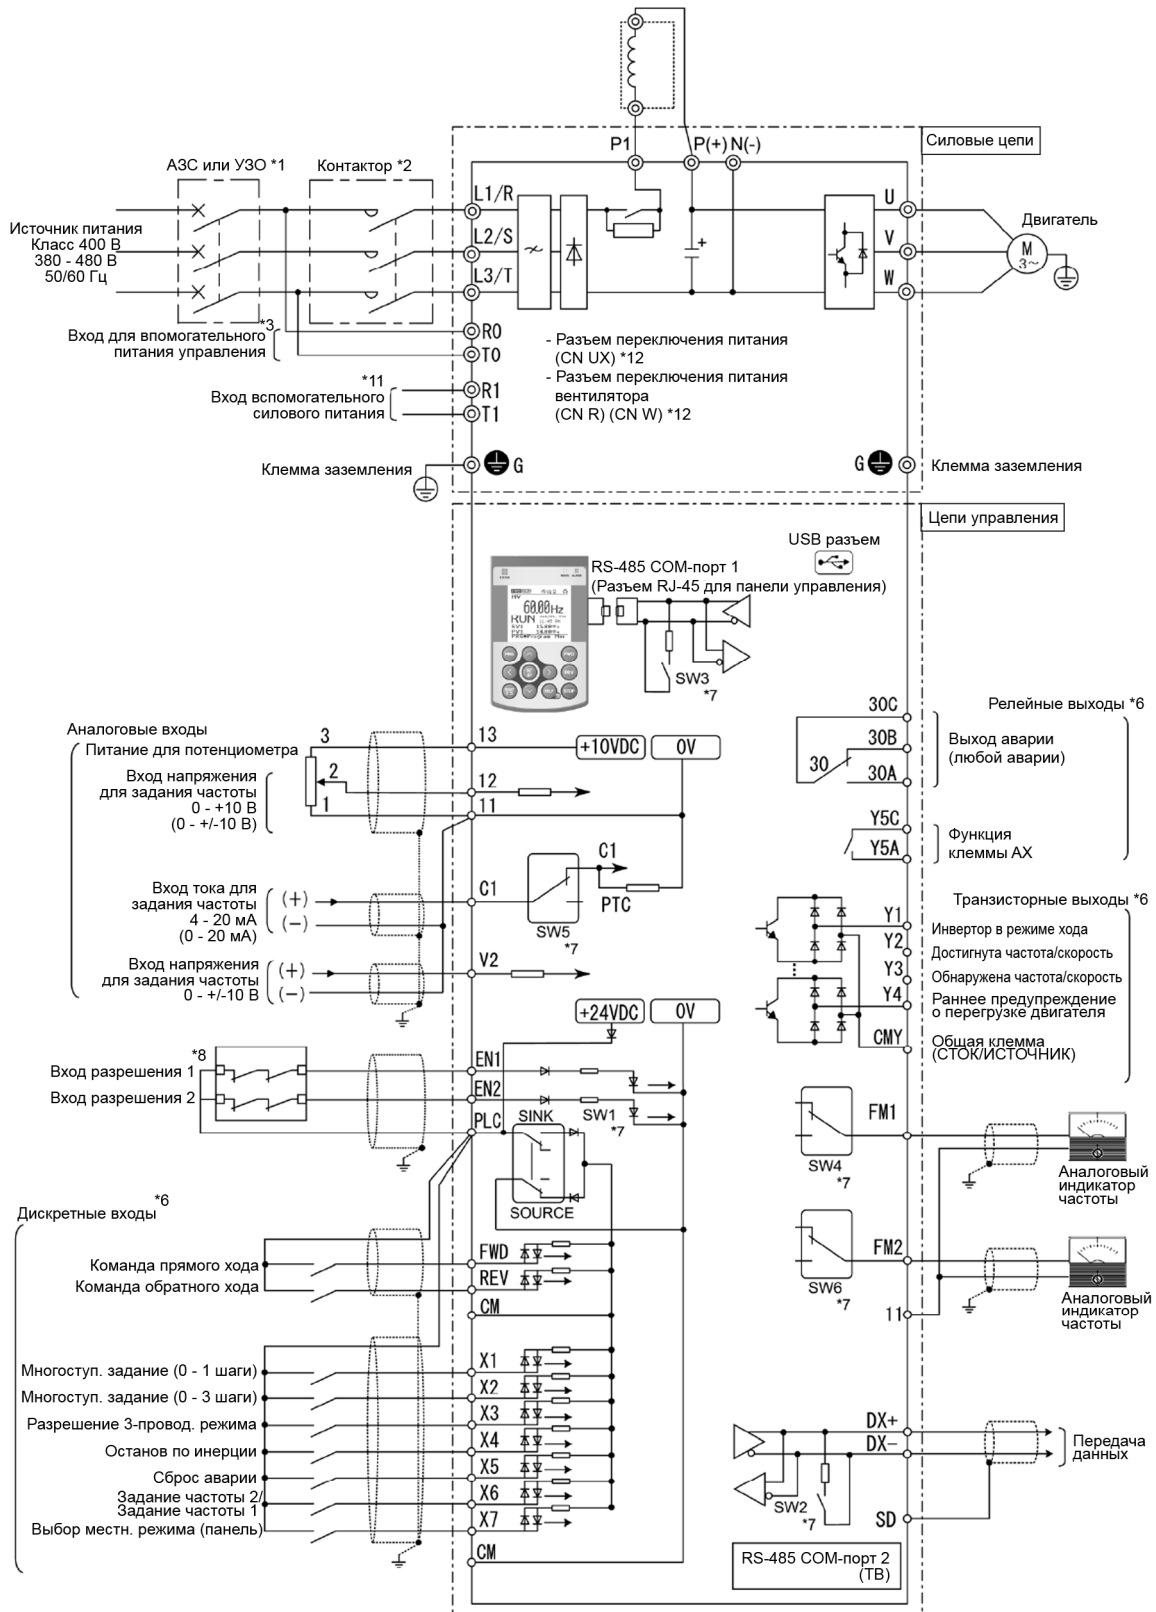 P1
P(+)
N(-)
Силовые цепи
АЗС или УЗО *1
Контактор *2
L1/R
L2/S
L3/T
Источник питания
Класс 400 В
380 - 480 В
50/60 Гц
+
U
V
W
Двигатель
M
3~
Вход для впомогательного *3
питания управления
R0
T0
*11
Вход вспомогательного
силового питания
R1
T1
- Разъем переключения питания
(CN UX) *12
- Разъем переключения питания
вентилятора
(CN R) (CN W) *12
Клемма заземления
G
G
Клемма заземления
Цепи управления
USB разъем
RS-485 COM-порт 1
(Разъем RJ-45 для панели управления)
60.00Hz
RUN
SW3
*7
Аналоговые входы
Питание для потенциометра
3
2
1
Вход напряжения
для задания частоты
0 - +10 В
(0 - +/-10 В)
13
12
11
+10VDC
0V
Вход тока для
задания частоты
4 - 20 мА
(0 - 20 мА)
(+)
(−)
C1
C1
PTC
SW5
*7
Вход напряжения
для задания частоты
0 - +/-10 В
(+)
(−)
V2
+24VDC
0V
*8
Вход разрешения 1
Вход разрешения 2
EN1
EN2
PLC
SINK
SW1
*7
SOURCE
Дискретные входы *6
Команда прямого хода
Команда обратного хода
FWD
REV
CM
Многоступ. задание (0 - 1 шаги)
Многоступ. задание (0 - 3 шаги)
Разрешение 3-провод. режима
Останов по инерции
Сброс аварии
Задание частоты 2/
Задание частоты 1
Выбор местн. режима (панель)
X1
X2
X3
X4
X5
X6
X7
CM
Релейные выходы *6
30C
30B
30
30A
Выход аварии
(любой аварии)
Y5C
Y5A
Функция
клеммы AX
Транзисторные выходы *6
Y1
Инвертор в режиме хода
Y2
Достигнута частота/скорость
Y3
Обнаружена частота/скорость
Y4
Раннее предупреждение
о перегрузке двигателя
CMY
Общая клемма
(СТОК/ИСТОЧНИК)
SW4
*7
FM1
Аналоговый
индикатор
частоты
SW6
*7
FM2
11
Аналоговый
индикатор
частоты
DX+
DX−
SW2
*7
SD
Передача
данных
RS-485 COM-порт 2
(TB)